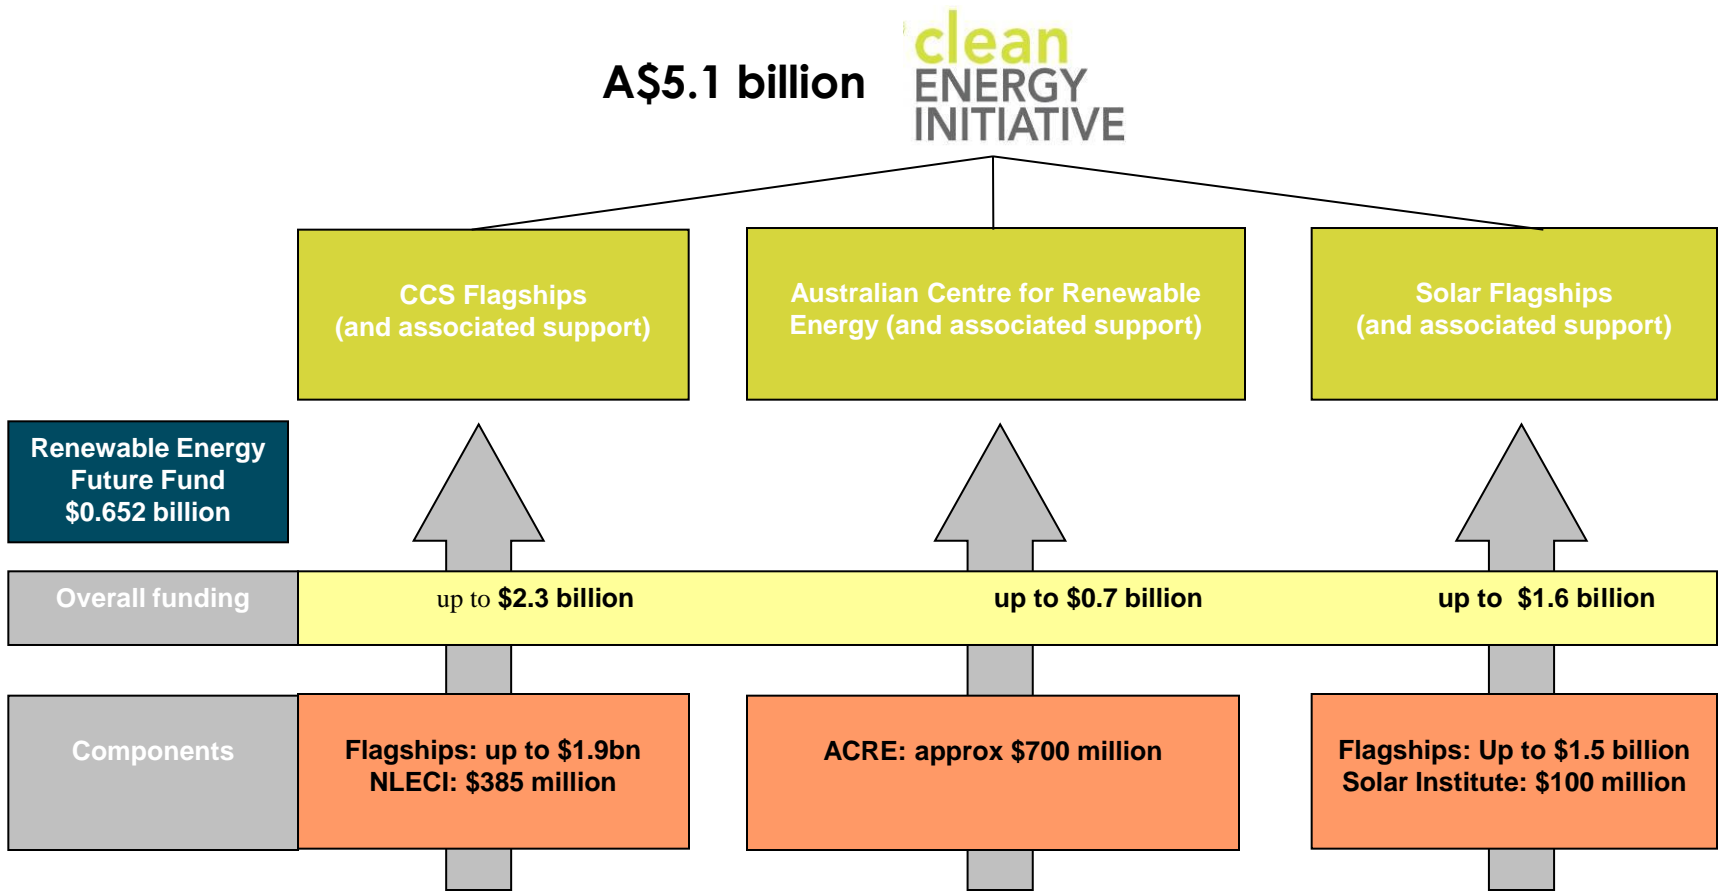 A$5.1 billion
clean
ENERGY
INITIATIVE
CCS Flagships
(and associated support)
Australian Centre for Renewable
Energy (and associated support)
Solar Flagships
(and associated support)
Renewable Energy
Future Fund
$0.652 billion
Overall funding
up to $2.3 billion
up to $0.7 billion
up to $1.6 billion
Components
Flagships: up to $1.9bn
NLECI: $385 million
ACRE: approx $700 million
Flagships: Up to $1.5 billion
Solar Institute: $100 million